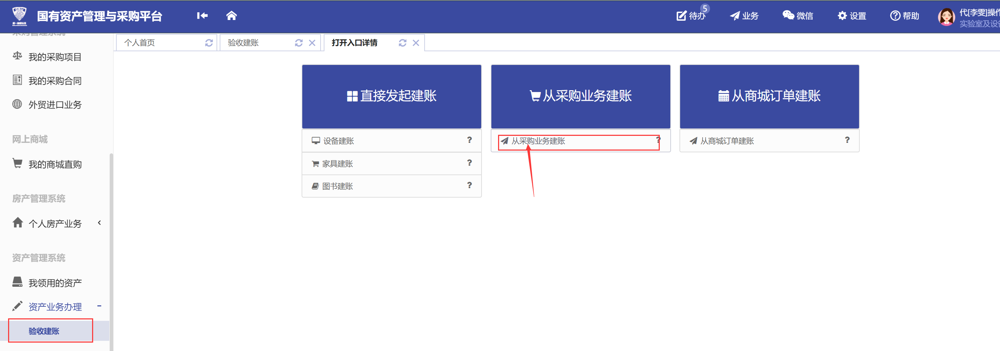 CDU
国有资产管理与采购平台
待办
5
业务
微信
设置
帮助
代[李雯]操作
实验室及设备
采购管理系统
我的采购项目
我的采购合同
外贸进口业务
网上商城
我的商城直购
房产管理系统
个人房产业务
资产管理系统
我领用的资产
资产业务办理
验收建账
个人首页
验收建账
打开入口详情
直接发起建账
设备建账 ?
家具建账 ?
图书建账 ?
从采购业务建账
从采购业务建账 ?
从商城订单建账
从商城订单建账 ?